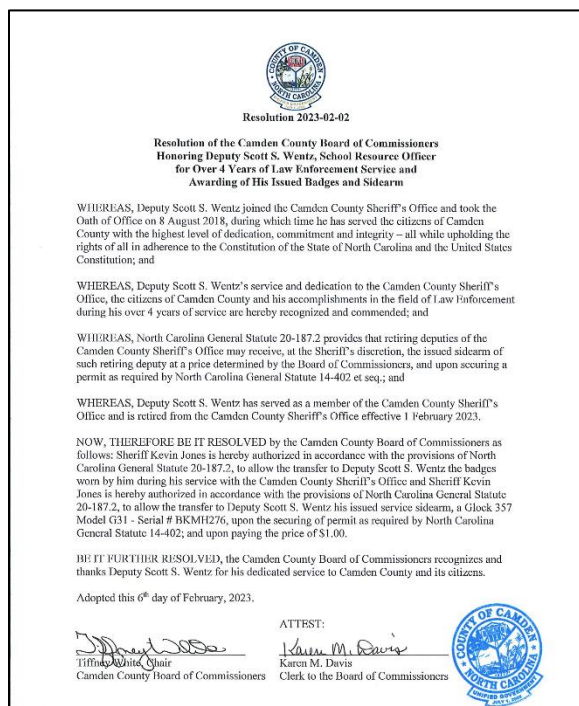 COUNTY OF CAMDEN
NORTH CAROLINA
Resolution 2023-02-02
Resolution of the Camden County Board of Commissioners
Honoring Deputy Scott S. Wentz, School Resource Officer
for Over 4 Years of Law Enforcement Service and
Awarding of His Issued Badges and Sidearm
WHEREAS, Deputy Scott S. Wentz joined the Camden County Sheriff's Office and took the
Oath of Office on 8 August 2018, during which time he has served the citizens of Camden
County with the highest level of dedication, commitment and integrity – all while upholding the
rights of all in adherence to the Constitution of the State of North Carolina and the United States
Constitution; and
WHEREAS, Deputy Scott S. Wentz's service and dedication to the Camden County Sheriff's
Office, the citizens of Camden County and his accomplishments in the field of Law Enforcement
during his over 4 years of service are hereby recognized and commended; and
WHEREAS, North Carolina General Statute 20-187.2 provides that retiring deputies of the
Camden County Sheriff's Office may receive, at the Sheriff's discretion, the issued sidearm of
such retiring deputy at a price determined by the Board of Commissioners, and upon securing a
permit as required by North Carolina General Statute 14-402 et seq.; and
WHEREAS, Deputy Scott S. Wentz has served as a member of the Camden County Sheriff's
Office and is retired from the Camden County Sheriff's Office effective 1 February 2023.
NOW, THEREFORE BE IT RESOLVED by the Camden County Board of Commissioners as
follows: Sheriff Kevin Jones is hereby authorized in accordance with the provisions of North
Carolina General Statute 20-187.2, to allow the transfer to Deputy Scott S. Wentz the badges
worn by him during his service with the Camden County Sheriff's Office and Sheriff Kevin
Jones is hereby authorized in accordance with the provisions of North Carolina General Statute
20-187.2, to allow the transfer to Deputy Scott S. Wentz his issued service sidearm, a Glock 357
Model G31 - Serial # BKMH276, upon the securing of permit as required by North Carolina
General Statute 14-402; and upon paying the price of $1.00.
BE IT FURTHER RESOLVED, the Camden County Board of Commissioners recognizes and
thanks Deputy Scott S. Wentz for his dedicated service to Camden County and its citizens.
Adopted this 6th day of February, 2023.
ATTEST:
Karen M. Davis
Tiffney White, Chair
Camden County Board of Commissioners
Karen M. Davis
Clerk to the Board of Commissioners
COUNTY OF CAMDEN
NORTH CAROLINA
UNIFIED GOVERNMENT